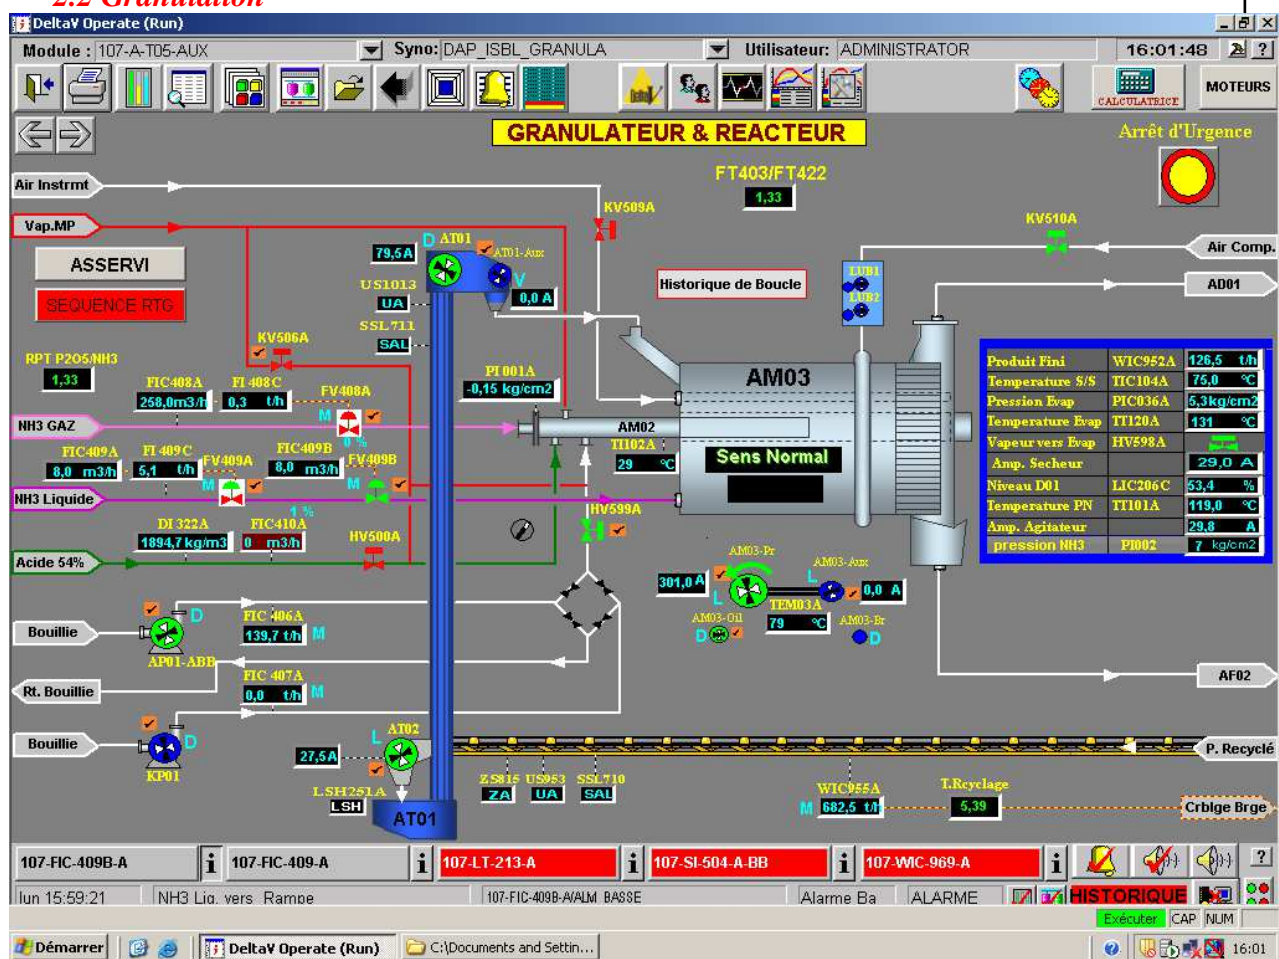 2.2 Granulation
DeltaV Operate (Run)
Module : 107-A-T05-AUX
Syno: DAP_ISBL_GRANULA
Utilisateur: ADMINISTRATOR
16:01:48
?
CALCULATRICE
MOTEURS
GRANULATEUR & REACTEUR
Arrêt d'Urgence
FT403/FT422
1,33
Air Instrmt
KV509A
KV510A
Vap.MP
Air Comp.
79,5A
D
AT01
AT01-Aux
ASSERVI
Historique de Boucle
LUB1
LUB2
AD01
US1013
UA
V
0,0 A
SEQUENCE RTG
SSL711
SAL
KV506A
RPT P2O5/NH3
1,33
FIC408A
258,0m3/h
FI 408C
0,3 t/h
FV408A
M
0 %
PI 001A
-0,15 kg/cm2
AM03
NH3 GAZ
AM02
TI102A
29 ºC
Sens Normal
FIC409A
8,0 m3/h
FI 409C
5,1 t/h
FV409A
M
1 %
FIC409B
8,0 m3/h
FV409B
M
NH3 Liquide
HV599A
DI 322A
1894,7 kg/m3
FIC410A
0 m3/h
HV500A
Acide 54%
Produit Fini WIC952A 126,5 t/h
Temperature S/S TIC104A 75,0 ºC
Pression Evap PIC036A 5,3kg/cm2
Temperature Evap TI120A 131 ºC
Vapeur vers Evap HV598A
Amp. Secheur 29,0 A
Niveau D01 LIC206C 53,4 %
Temperature PN TI101A 119,0 ºC
Amp. Agitateur 29,8 A
pression NH3 PI002 7 kg/cm2
AM03-Pr
301,0 A
L
AM03-Aux
L
0,0 A
TEM03A
79 ºC
AM03-Oil
D
AM03-Br
D
Bouillie
D
AP01-ABB
FIC 406A
139,7 t/h M
Rt. Bouillie
FIC 407A
0,0 t/h M
AF02
Bouillie
D
KP01
AT02
L
27,5A
P. Recyclé
LSH251A
LSH
AT01
ZS815
ZA
US953
UA
SSL710
SAL
WIC955A
M 682,5 t/h
T.Rcyclage
5,39
Crblge Brge
107-FIC-409B-A
i
107-FIC-409-A
i
107-LT-213-A
i
107-SI-504-A-BB
i
107-WIC-969-A
i
?
lun 15:59:21
NH3 Liq. vers Rampe
107-FIC-409B-A/ALM BASSE
Alarme Ba
ALARME
HISTORIQUE
Exécuter
CAP
NUM
Démarrer
DeltaV Operate (Run)
C:\Documents and Settin...
16:01